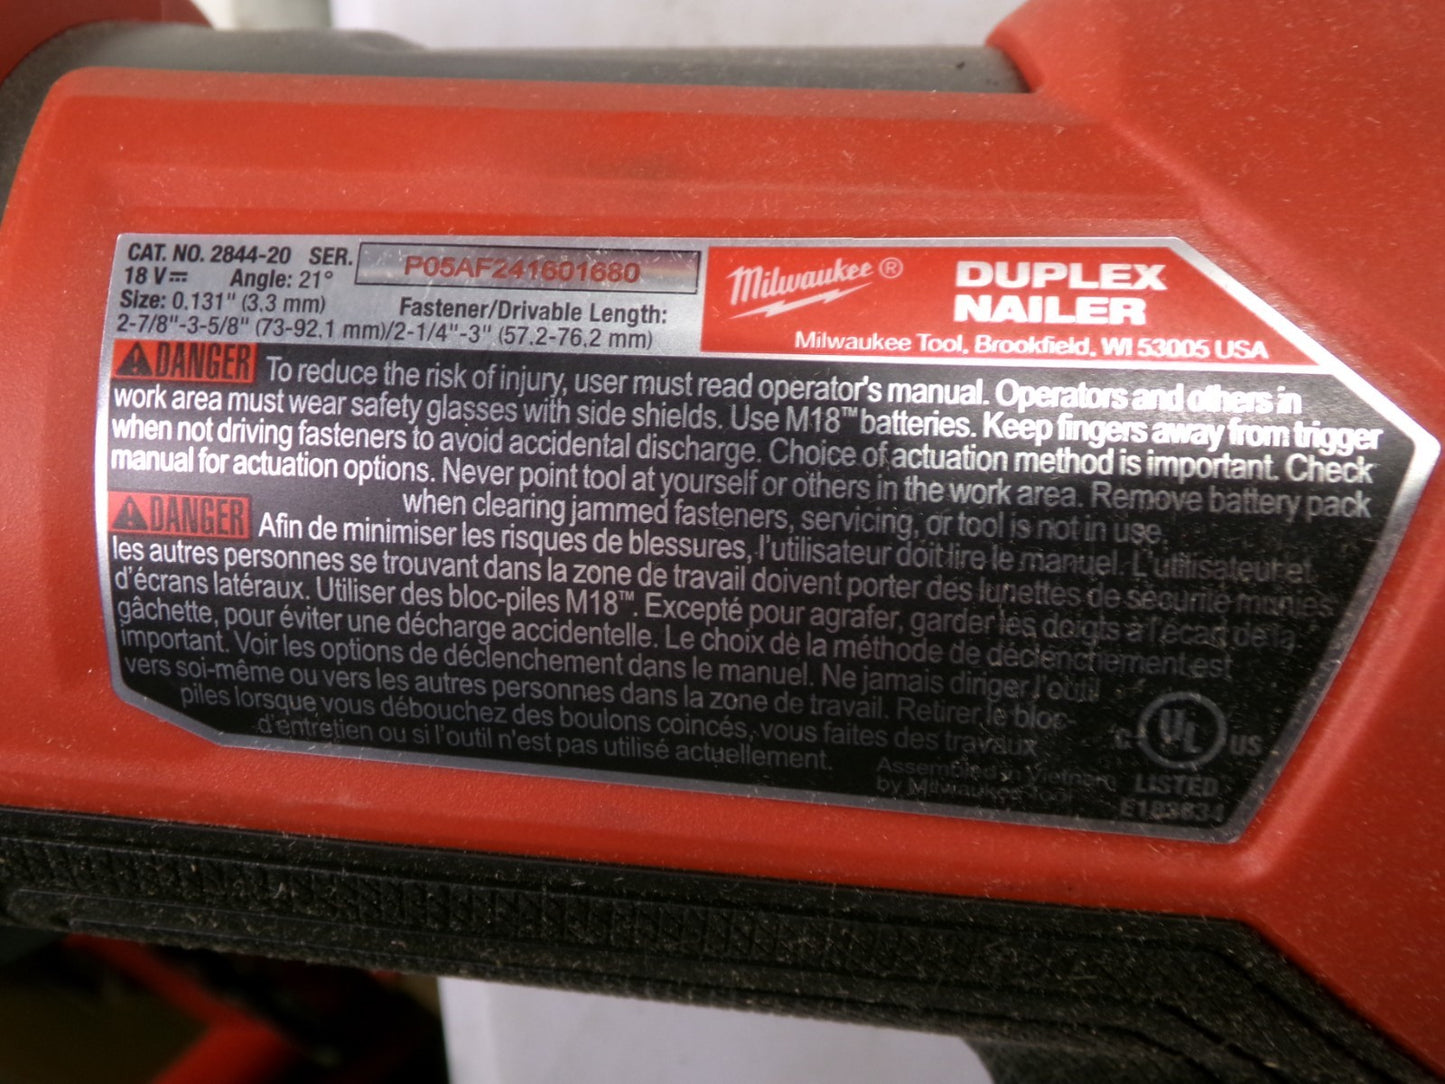 CAT. NO. 2844-20 SER. P05AF241601680
18 V⎓ Angle: 21°
Size: 0.131" (3.3 mm) Fastener/Drivable Length:
2-7/8"-3-5/8" (73-92.1 mm)/2-1/4"-3" (57.2-76.2 mm)
Milwaukee® DUPLEX
NAILER
Milwaukee Tool, Brookfield, WI 53005 USA
DANGER To reduce the risk of injury, user must read operator's manual. Operators and others in
work area must wear safety glasses with side shields. Use M18™ batteries. Keep fingers away from trigger
when not driving fasteners to avoid accidental discharge. Choice of actuation method is important. Check
manual for actuation options. Never point tool at yourself or others in the work area. Remove battery pack
when clearing jammed fasteners, servicing, or tool is not in use.
DANGER Afin de minimiser les risques de blessures, l'utilisateur doit lire le manuel. L'utilisateur et
les autres personnes se trouvant dans la zone de travail doivent porter des lunettes de sécurité munies
d'écrans latéraux. Utiliser des bloc-piles M18™. Excepté pour agrafer, garder les doigts à l'écart de la
gâchette, pour éviter une décharge accidentelle. Le choix de la méthode de déclenchement est
important. Voir les options de déclenchement dans le manuel. Ne jamais diriger l'outil
vers soi-même ou vers les autres personnes dans la zone de travail. Retirer le bloc-
piles lorsque vous débouchez des boulons coincés, vous faites des travaux
d'entretien ou si l'outil n'est pas utilisé actuellement.
Assembled in Vietnam
by Milwaukee Tool
C UL US
LISTED